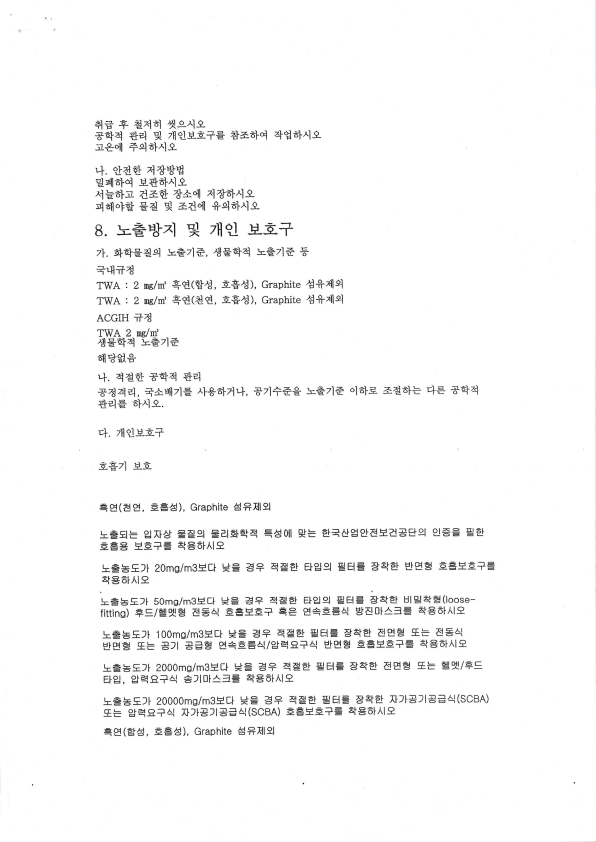 취급 후 철저히 씻으시오
공학적 관리 및 개인보호구를 참조하여 작업하시오
고온에 주의하시오
나. 안전한 저장방법
밀폐하여 보관하시오
서늘하고 건조한 장소에 저장하시오
피해야할 물질 및 조건에 유의하시오
8. 노출방지 및 개인 보호구
가. 화학물질의 노출기준, 생물학적 노출기준 등
국내규정
TWA : 2 ㎎/㎥ 흑연(합성, 호흡성), Graphite 섬유제외
TWA : 2 ㎎/㎥ 흑연(천연, 호흡성), Graphite 섬유제외
ACGIH 규정
TWA 2 ㎎/㎥
생물학적 노출기준
해당없음
나. 적절한 공학적 관리
공정격리, 국소배기를 사용하거나, 공기수준을 노출기준 이하로 조절하는 다른 공학적
관리를 하시오.
다. 개인보호구
호흡기 보호
흑연(천연, 호흡성), Graphite 섬유제외
노출되는 입자상 물질의 물리화학적 특성에 맞는 한국산업안전보건공단의 인증을 필한
호흡용 보호구를 착용하시오
노출농도가 20mg/m3보다 낮을 경우 적절한 타입의 필터를 장착한 반면형 호흡보호구를
착용하시오
노출농도가 50mg/m3보다 낮을 경우 적절한 타입의 필터를 장착한 비밀착형(loose-
fitting) 후드/헬멧형 전동식 호흡보호구 혹은 연속흐름식 방진마스크를 착용하시오
노출농도가 100mg/m3보다 낮을 경우 적절한 필터를 장착한 전면형 또는 전동식
반면형 또는 공기 공급형 연속흐름식/압력요구식 반면형 호흡보호구를 착용하시오
노출농도가 2000mg/m3보다 낮을 경우 적절한 필터를 장착한 전면형 또는 헬멧/후드
타입, 압력요구식 송기마스크를 착용하시오
노출농도가 20000mg/m3보다 낮을 경우 적절한 필터를 장착한 자가공기공급식(SCBA)
또는 압력요구식 자가공기공급식(SCBA) 호흡보호구를 착용하시오
흑연(합성, 호흡성), Graphite 섬유제외